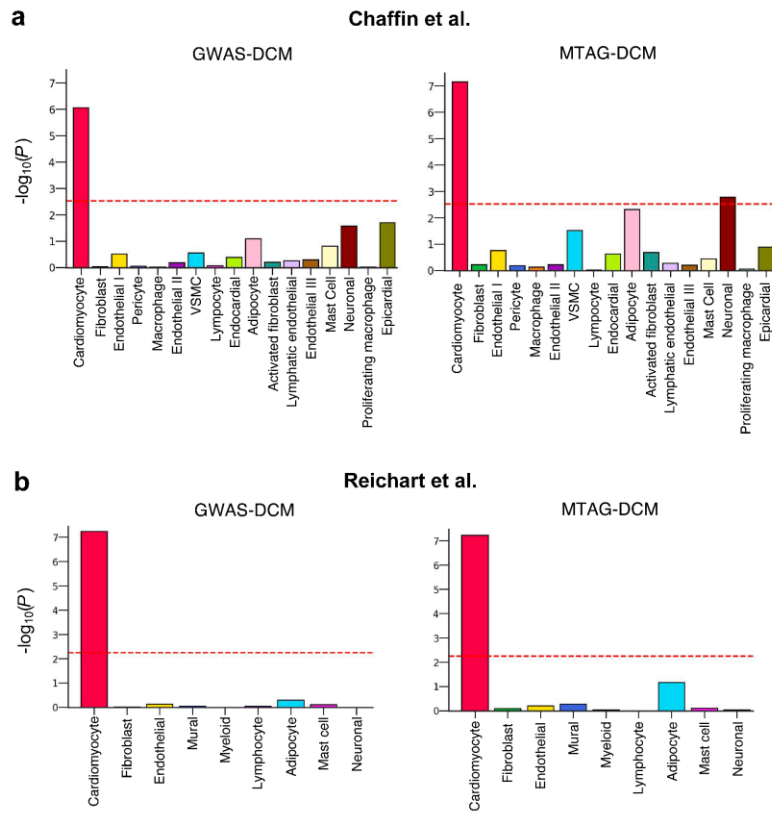 a
Chaffin et al.
GWAS-DCM
MTAG-DCM
-log10(P)
7
6
5
4
3
2
1
0
Cardiomyocyte
Fibroblast
Endothelial I
Pericyte
Macrophage
Endothelial II
VSMC
Lympocyte
Endocardial
Adipocyte
Activated fibroblast
Lymphatic endothelial
Endothelial III
Mast Cell
Neuronal
Proliferating macrophage
Epicardial
7
6
5
4
3
2
1
0
Cardiomyocyte
Fibroblast
Endothelial I
Pericyte
Macrophage
Endothelial II
VSMC
Lympocyte
Endocardial
Adipocyte
Activated fibroblast
Lymphatic endothelial
Endothelial III
Mast Cell
Neuronal
Proliferating macrophage
Epicardial
b
Reichart et al.
GWAS-DCM
MTAG-DCM
-log10(P)
7
6
5
4
3
2
1
0
Cardiomyocyte
Fibroblast
Endothelial
Mural
Myeloid
Lymphocyte
Adipocyte
Mast cell
Neuronal
7
6
5
4
3
2
1
0
Cardiomyocyte
Fibroblast
Endothelial
Mural
Myeloid
Lymphocyte
Adipocyte
Mast cell
Neuronal